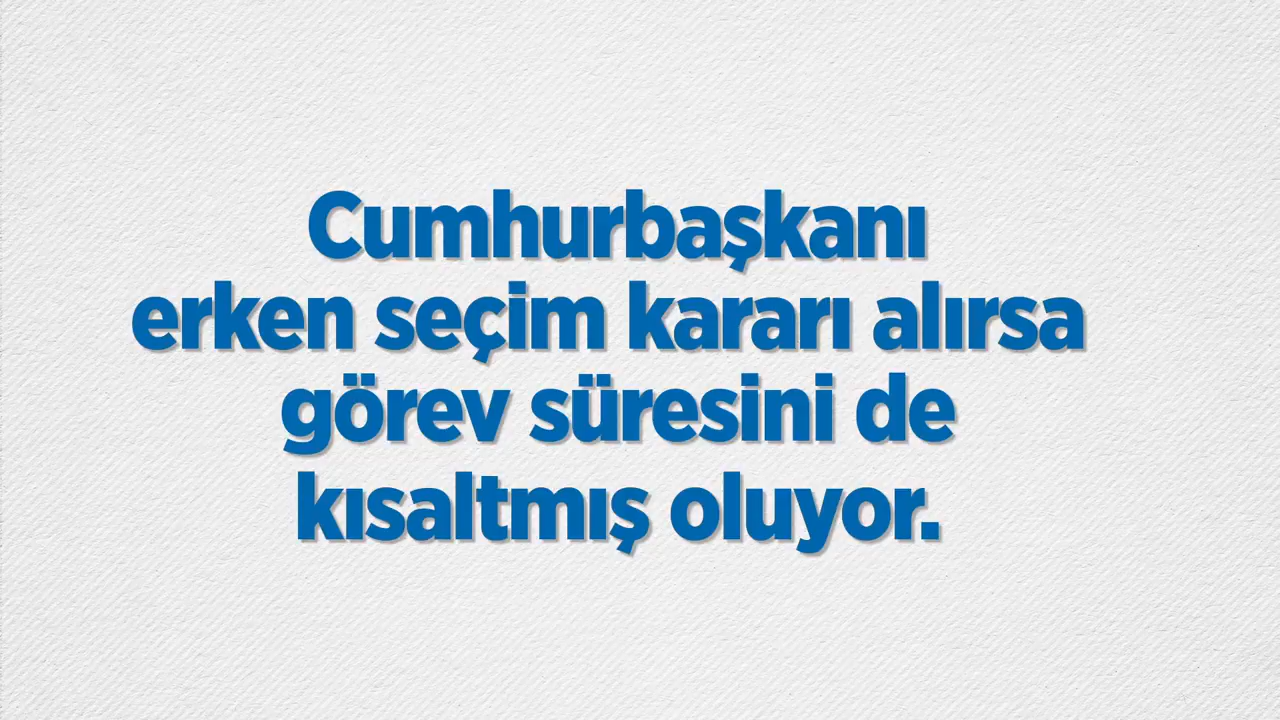 Cumhurbaşkanı
erken seçim kararı alırsa
görev süresini de
kısaltmış oluyor.